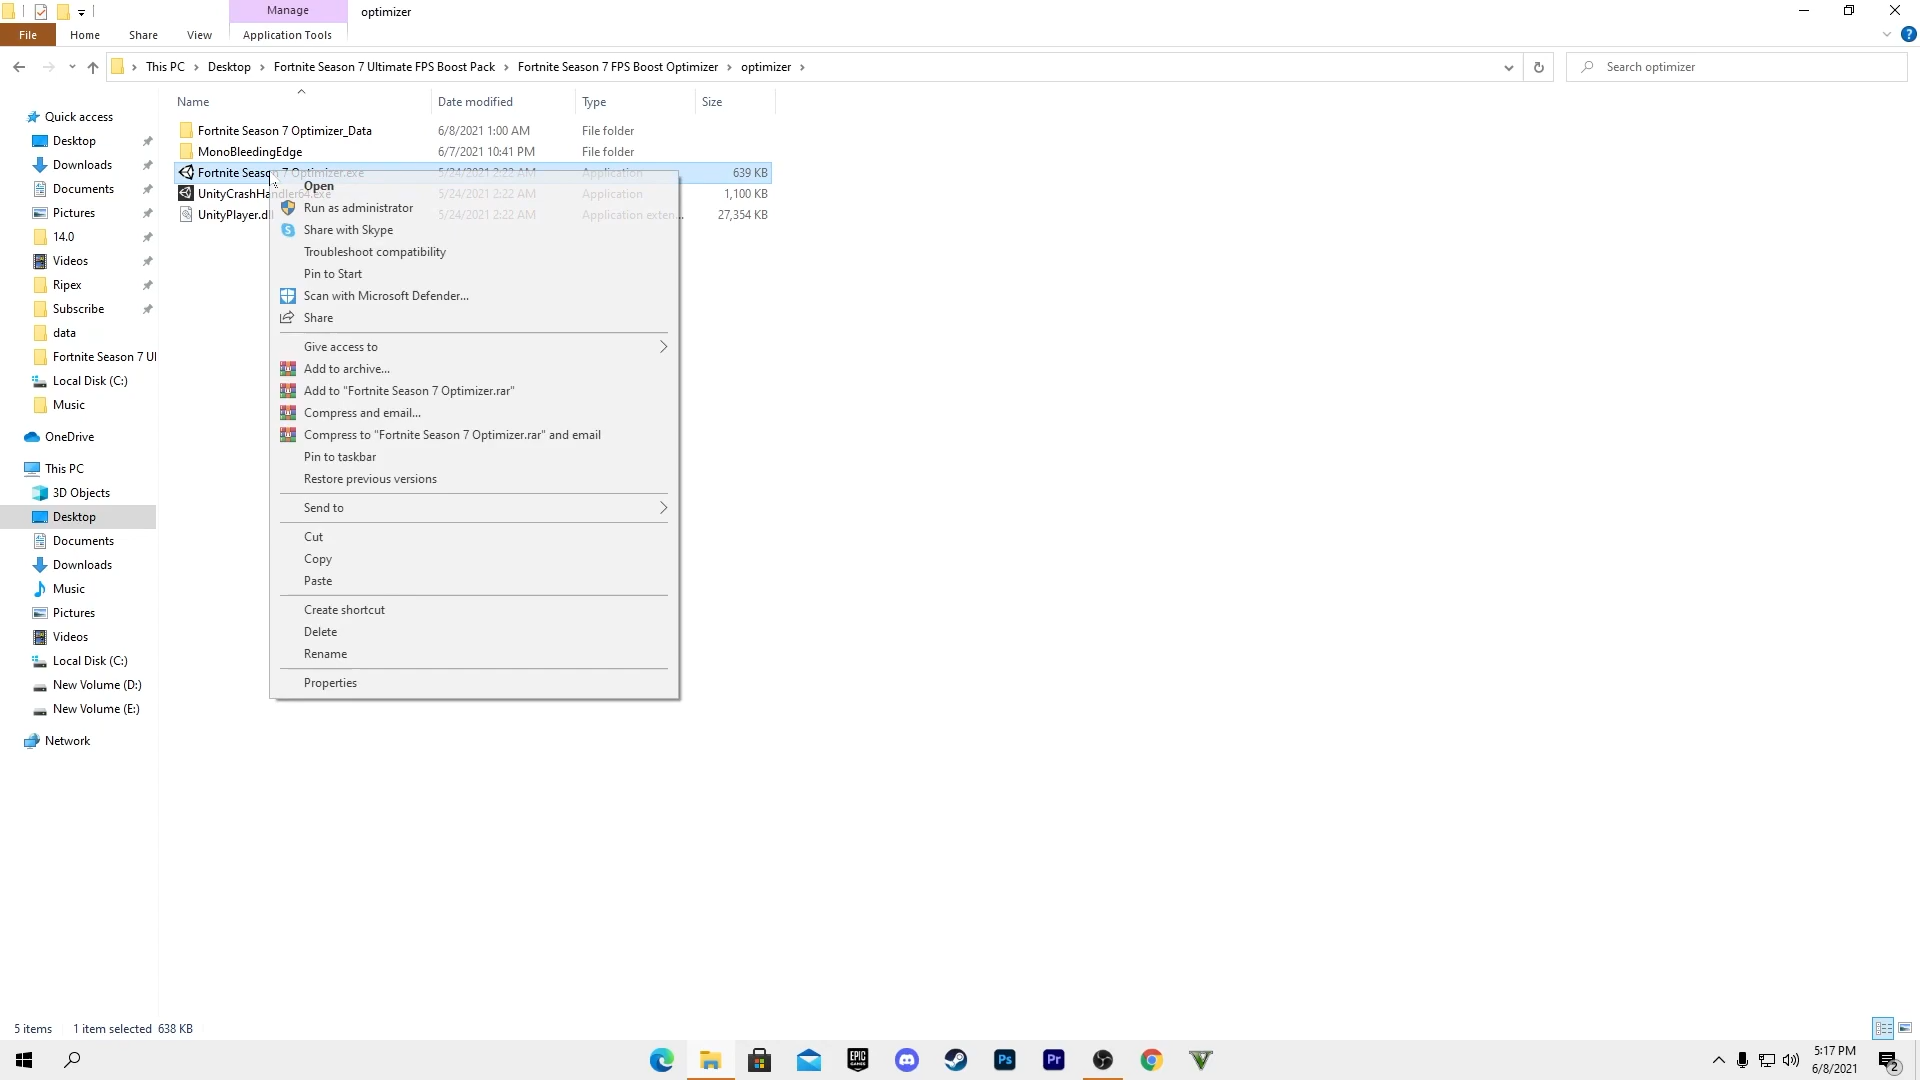 Manage
optimizer
File
Home
Share
View
Application Tools
This PC
Desktop
Fortnite Season 7 Ultimate FPS Boost Pack
Fortnite Season 7 FPS Boost Optimizer
optimizer
Search optimizer
Name
Date modified
Type
Size
Fortnite Season 7 Optimizer_Data 6/8/2021 1:00 AM File folder
MonoBleedingEdge 6/7/2021 10:41 PM File folder
Fortnite Season 7 Optimizer.exe 5/24/2021 2:22 AM Application 639 KB
UnityCrashHandler64.exe 5/24/2021 2:22 AM Application 1,100 KB
UnityPlayer.dll 5/24/2021 2:22 AM Application exten... 27,354 KB
Open
Run as administrator
Share with Skype
Troubleshoot compatibility
Pin to Start
Scan with Microsoft Defender...
Share
Give access to
Add to archive...
Add to "Fortnite Season 7 Optimizer.rar"
Compress and email...
Compress to "Fortnite Season 7 Optimizer.rar" and email
Pin to taskbar
Restore previous versions
Send to
Cut
Copy
Paste
Create shortcut
Delete
Rename
Properties
Quick access
Desktop
Downloads
Documents
Pictures
14.0
Videos
Ripex
Subscribe
data
Fortnite Season 7 Ul
Local Disk (C:)
Music
OneDrive
This PC
3D Objects
Desktop
Documents
Downloads
Music
Pictures
Videos
Local Disk (C:)
New Volume (D:)
New Volume (E:)
Network
5 items 1 item selected 638 KB
EPIC GAMES
Ps
Pr
5:17 PM
6/8/2021
2